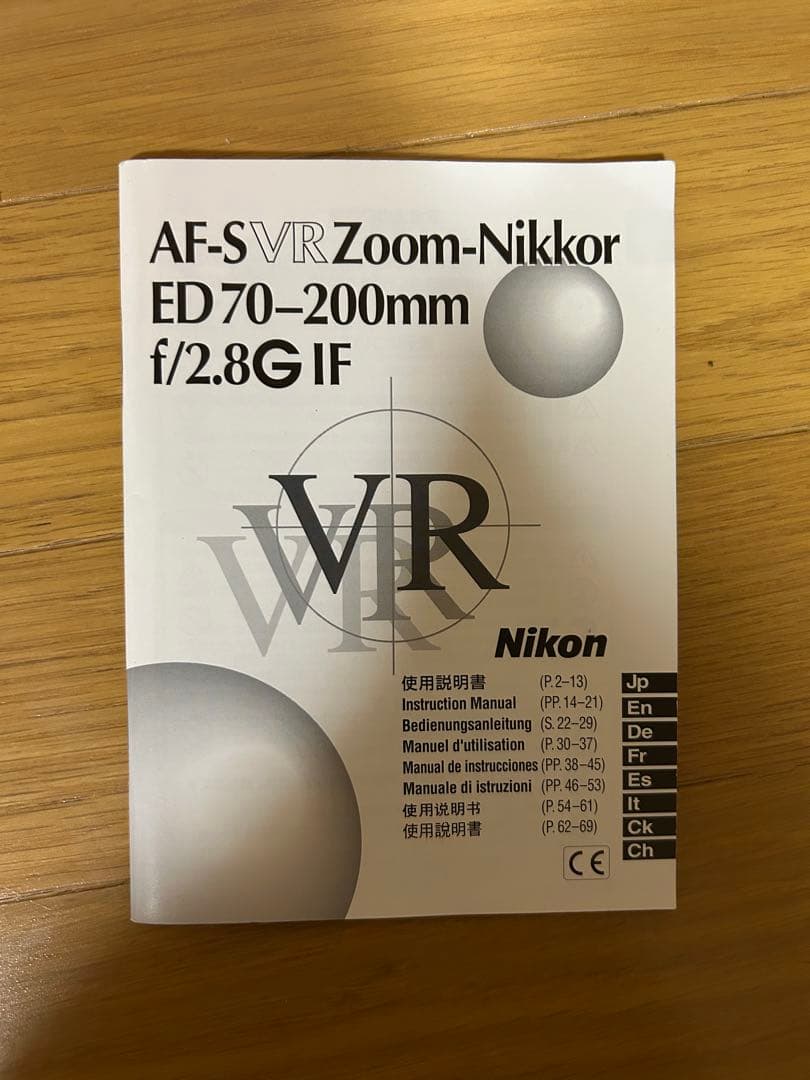 AF-S VR Zoom-Nikkor
ED 70–200mm
f/2.8G IF
VR
Nikon
使用説明書 (P. 2–13) Jp
Instruction Manual (PP. 14–21) En
Bedienungsanleitung (S. 22–29) De
Manuel d'utilisation (P. 30–37) Fr
Manual de instrucciones (PP. 38–45) Es
Manuale di istruzioni (PP. 46–53) It
使用说明书 (P. 54–61) Ck
使用說明書 (P. 62–69) Ch
CE